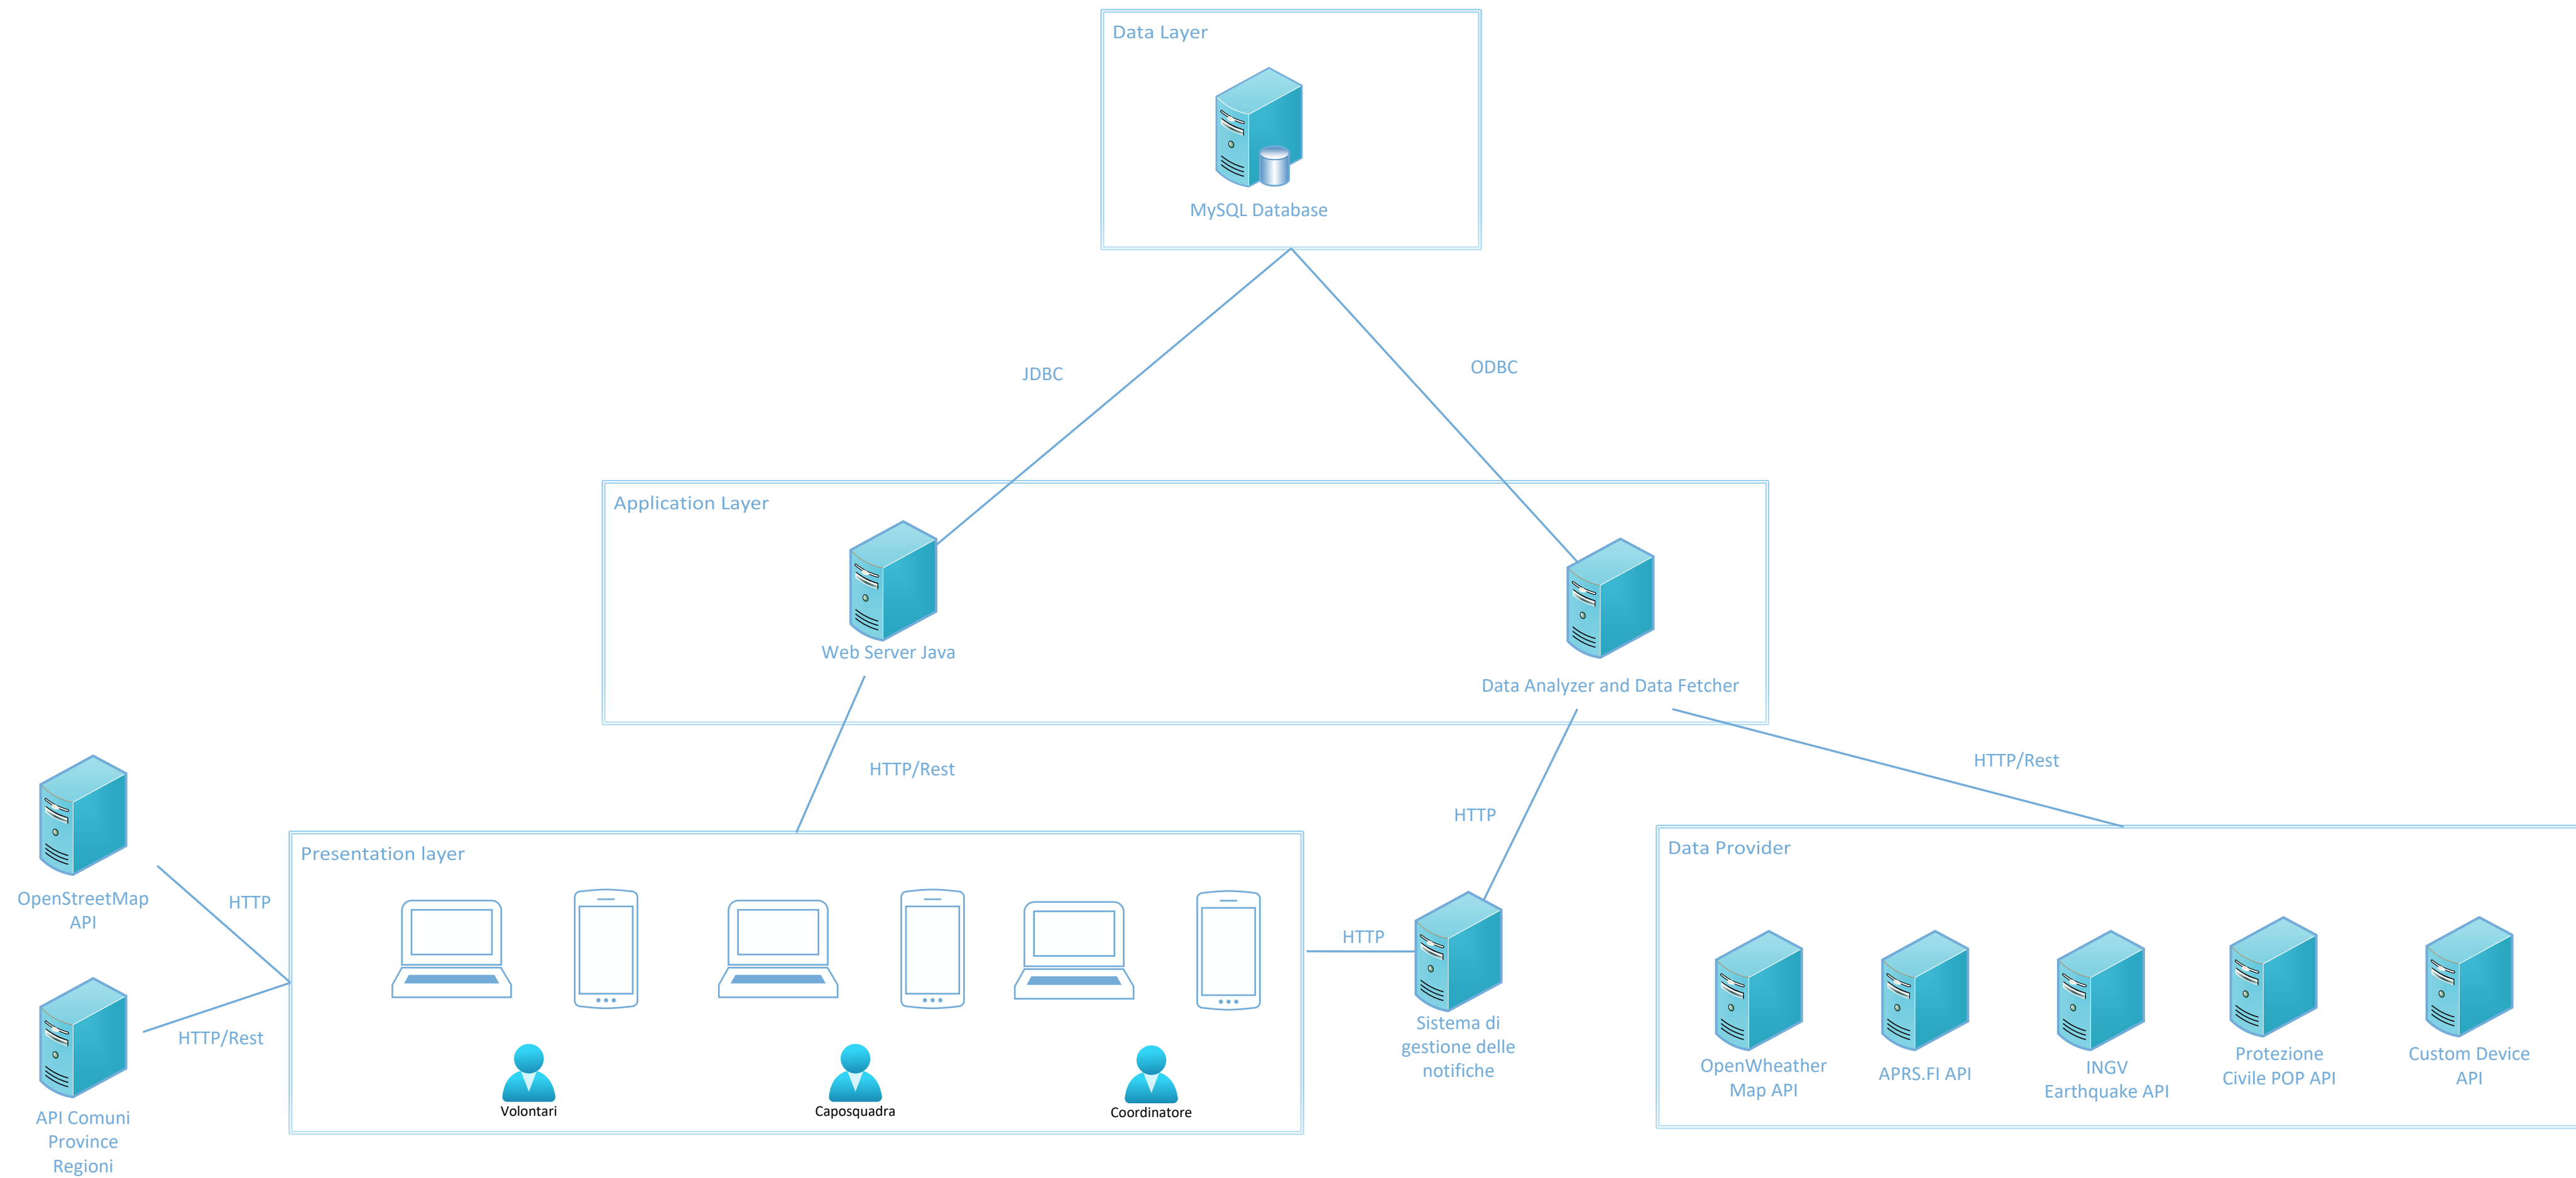 Data Layer
MySQL Database
JDBC
ODBC
Application Layer
Web Server Java
Data Analyzer and Data Fetcher
HTTP/Rest
HTTP/Rest
HTTP
OpenStreetMap
API
HTTP
API Comuni
Province
Regioni
HTTP/Rest
Presentation layer
Volontari
Caposquadra
Coordinatore
HTTP
Sistema di
gestione delle
notifiche
Data Provider
OpenWheather
Map API
APRS.FI API
INGV
Earthquake API
Protezione
Civile POP API
Custom Device
API